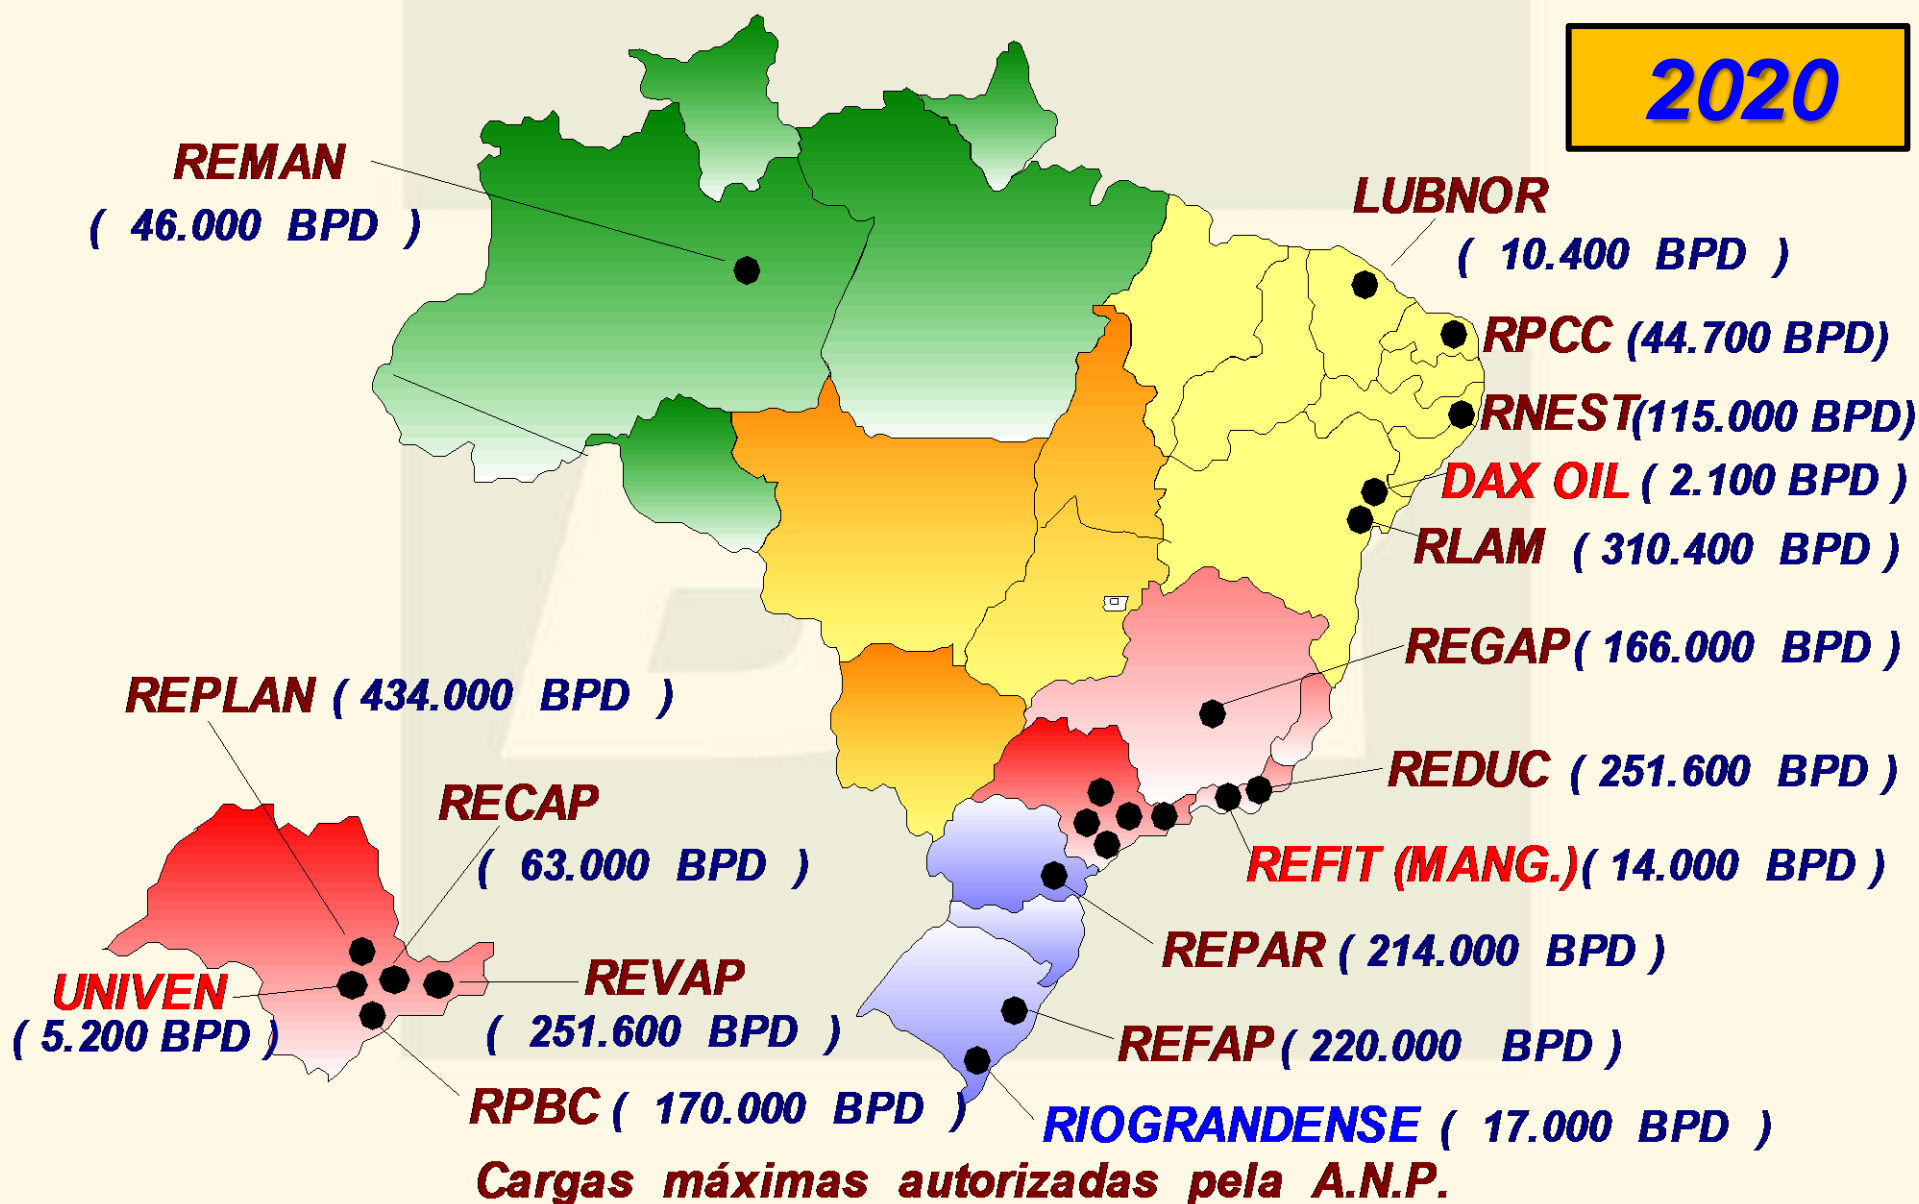 2020
REMAN
( 46.000 BPD )
LUBNOR
( 10.400 BPD )
RPCC (44.700 BPD)
RNEST(115.000 BPD)
DAX OIL ( 2.100 BPD )
RLAM ( 310.400 BPD )
REGAP ( 166.000 BPD )
REPLAN ( 434.000 BPD )
REDUC ( 251.600 BPD )
RECAP
( 63.000 BPD )
REFIT (MANG.) ( 14.000 BPD )
REPAR ( 214.000 BPD )
UNIVEN
( 5.200 BPD )
REVAP
( 251.600 BPD )
REFAP ( 220.000 BPD )
RPBC ( 170.000 BPD )
RIOGRANDENSE ( 17.000 BPD )
Cargas máximas autorizadas pela A.N.P.